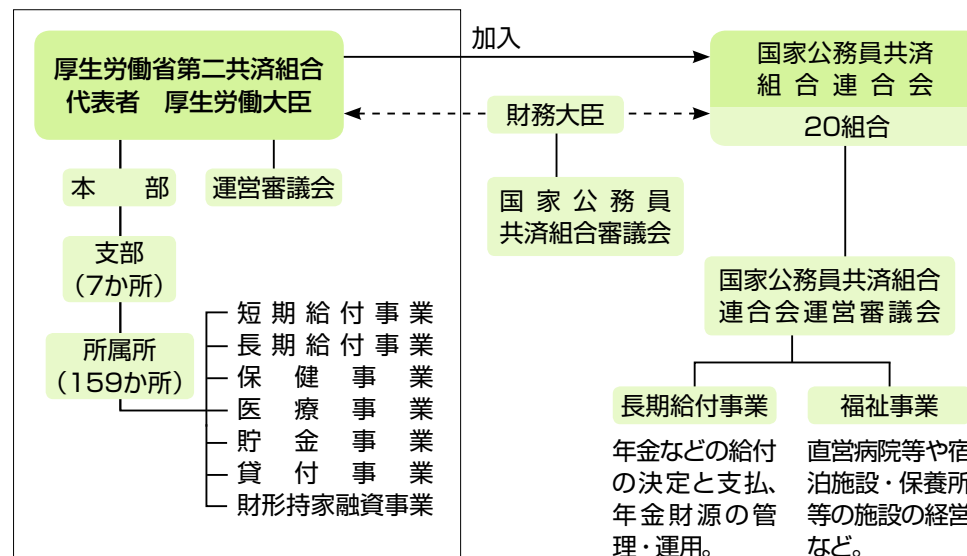 厚生労働省第二共済組合
代表者　厚生労働大臣
本部
運営審議会
支部
（7か所）
所属所
（159か所）
短期給付事業
長期給付事業
保健事業
医療事業
貯金事業
貸付事業
財形持家融資事業
加入
財務大臣
国家公務員
共済組合審議会
国家公務員共済
組合連合会
20組合
国家公務員共済組合
連合会運営審議会
長期給付事業
年金などの給付
の決定と支払、
年金財源の管
理・運用。
福祉事業
直営病院等や宿
泊施設・保養所
等の施設の経営
など。